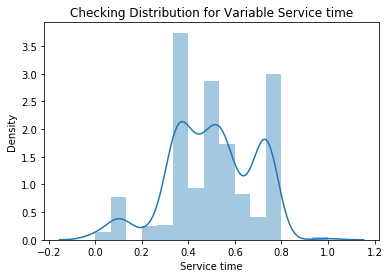 Checking Distribution for Variable Service time
3.5
3.0
2.5
2.0
1.5
1.0
0.5
0.0
Density
−0.2 0.0 0.2 0.4 0.6 0.8 1.0 1.2
Service time